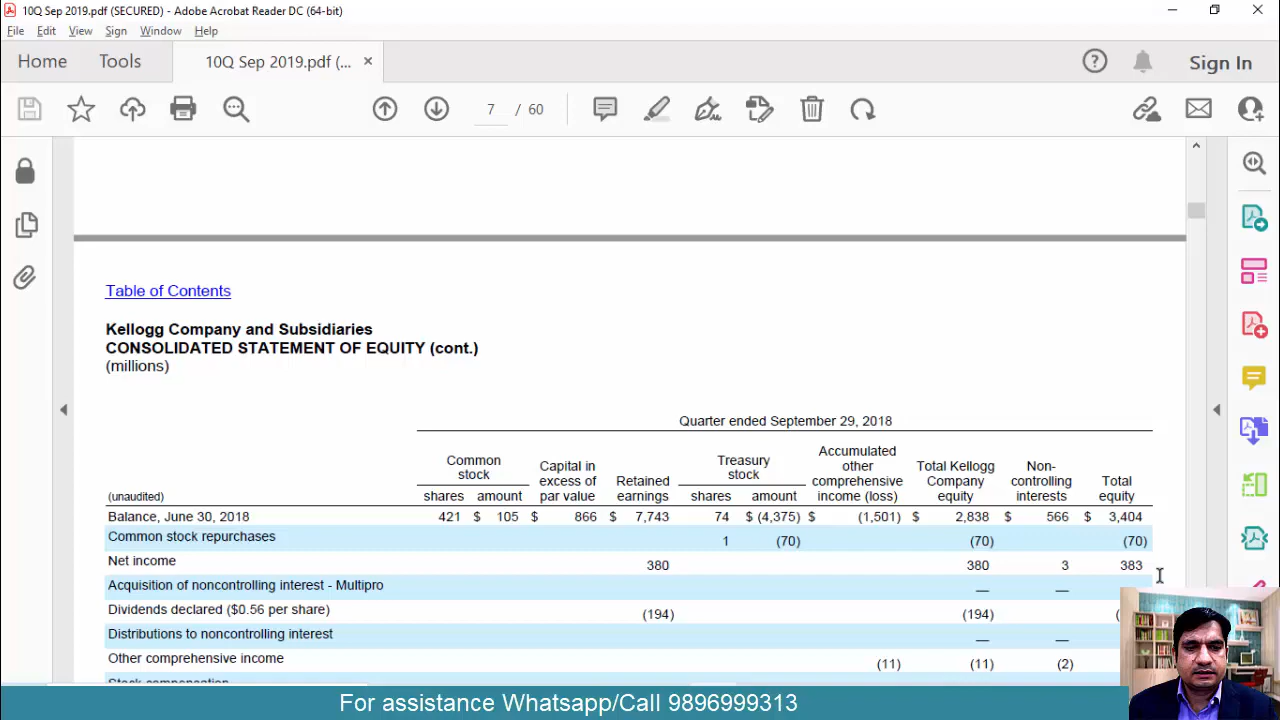 10Q Sep 2019.pdf (SECURED) - Adobe Acrobat Reader DC (64-bit)
File Edit View Sign Window Help
Home Tools 10Q Sep 2019.pdf (... × Sign In
7 / 60
Table of Contents
Kellogg Company and Subsidiaries
CONSOLIDATED STATEMENT OF EQUITY (cont.)
(millions)
Quarter ended September 29, 2018
Common stock Capital in excess of par value Retained earnings Treasury stock Accumulated other comprehensive income (loss) Total Kellogg Company equity Non-controlling interests Total equity
(unaudited) shares amount shares amount
Balance, June 30, 2018 421 $ 105 $ 866 $ 7,743 74 $ (4,375) $ (1,501) $ 2,838 $ 566 $ 3,404
Common stock repurchases 1 (70) (70) (70)
Net income 380 380 3 383
Acquisition of noncontrolling interest - Multipro — —
Dividends declared ($0.56 per share) (194) (194)
Distributions to noncontrolling interest — —
Other comprehensive income (11) (11) (2)
Stock compensation
For assistance Whatsapp/Call 9896999313